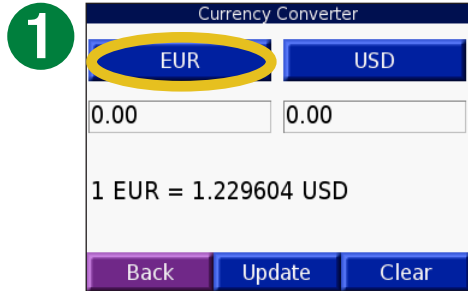 1
Currency Converter
EUR USD
0.00 0.00
1 EUR = 1.229604 USD
Back Update Clear